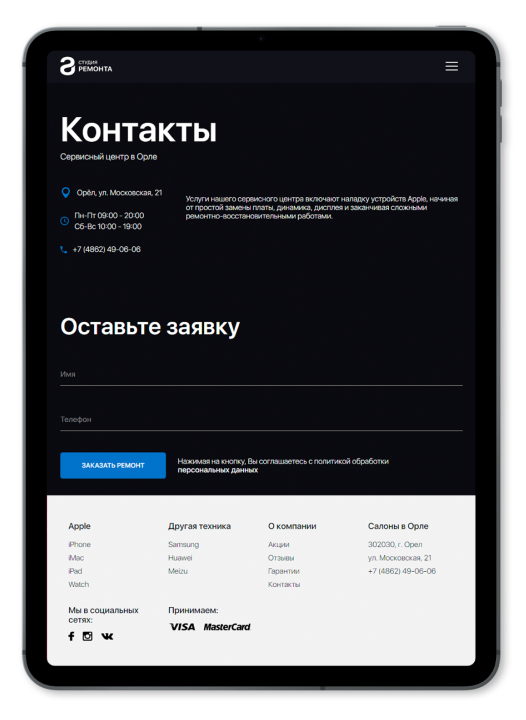 СТУДИЯ
РЕМОНТА
Контакты
Сервисный центр в Орле
Орёл, ул. Московская, 21
Пн-Пт 09:00 - 20:00
Сб-Вс 10:00 - 19:00
+7 (4862) 49-06-06
Услуги нашего сервисного центра включают наладку устройств Apple, начиная
от простой замены платы, динамика, дисплея и заканчивая сложными
ремонтно-восстановительными работами.
Оставьте заявку
Имя
Телефон
ЗАКАЗАТЬ РЕМОНТ
Нажимая на кнопку, Вы соглашаетесь с политикой обработки
персональных данных
Apple
iPhone
iMac
iPad
Watch
Другая техника
Samsung
Huawei
Meizu
О компании
Акции
Отзывы
Гарантии
Контакты
Салоны в Орле
302030, г. Орел
ул. Московская, 21
+7 (4862) 49-06-06
Мы в социальных
сетях:
Принимаем:
VISA MasterCard